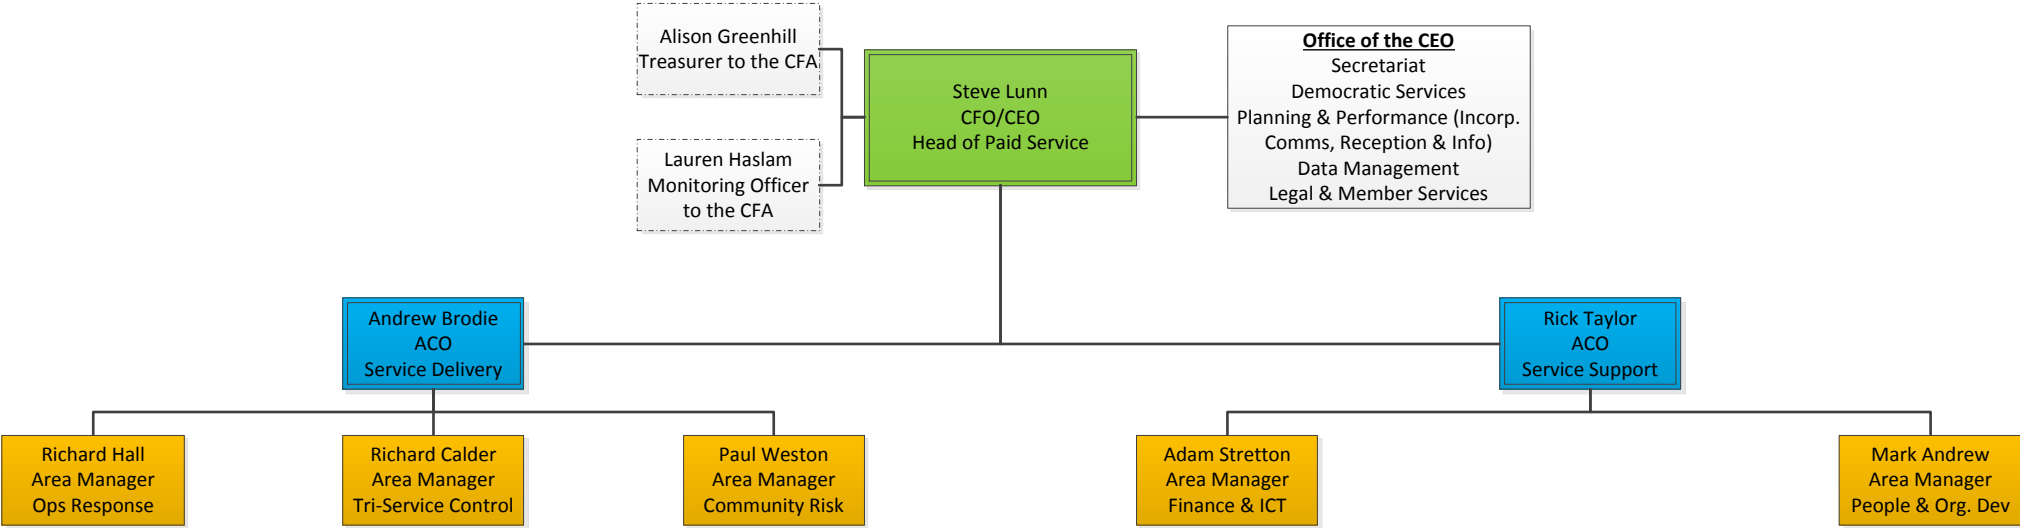 Alison Greenhill
Treasurer to the CFA
Lauren Haslam
Monitoring Officer
to the CFA
Steve Lunn
CFO/CEO
Head of Paid Service
Office of the CEO
Secretariat
Democratic Services
Planning & Performance (Incorp.
Comms, Reception & Info)
Data Management
Legal & Member Services
Andrew Brodie
ACO
Service Delivery
Rick Taylor
ACO
Service Support
Richard Hall
Area Manager
Ops Response
Richard Calder
Area Manager
Tri-Service Control
Paul Weston
Area Manager
Community Risk
Adam Stretton
Area Manager
Finance & ICT
Mark Andrew
Area Manager
People & Org. Dev